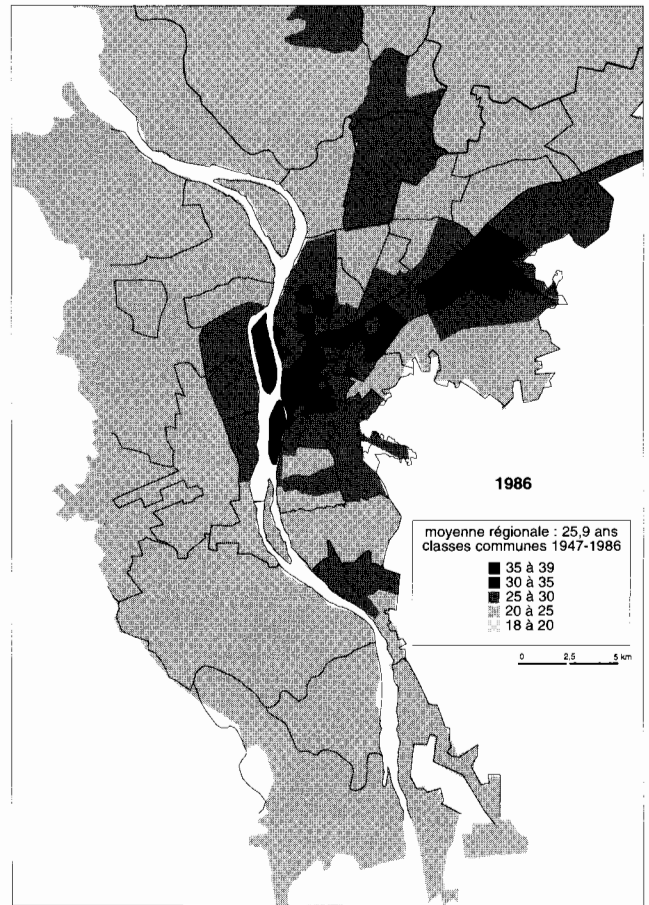 1986
moyenne régionale : 25,9 ans
classes communes 1947-1986
35 à 39
30 à 35
25 à 30
20 à 25
18 à 20
0 2,5 5 km